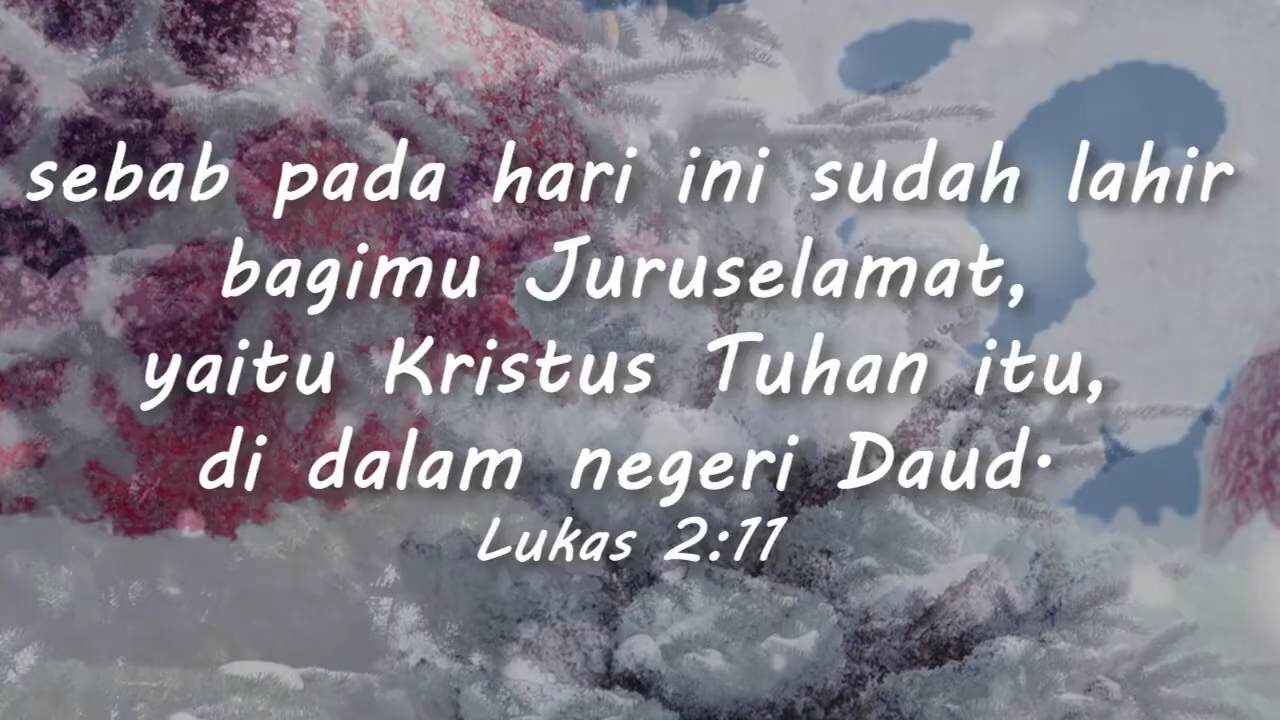 sebab pada hari ini sudah lahir
bagimu Juruselamat,
yaitu Kristus Tuhan itu,
di dalam negeri Daud.
Lukas 2:11